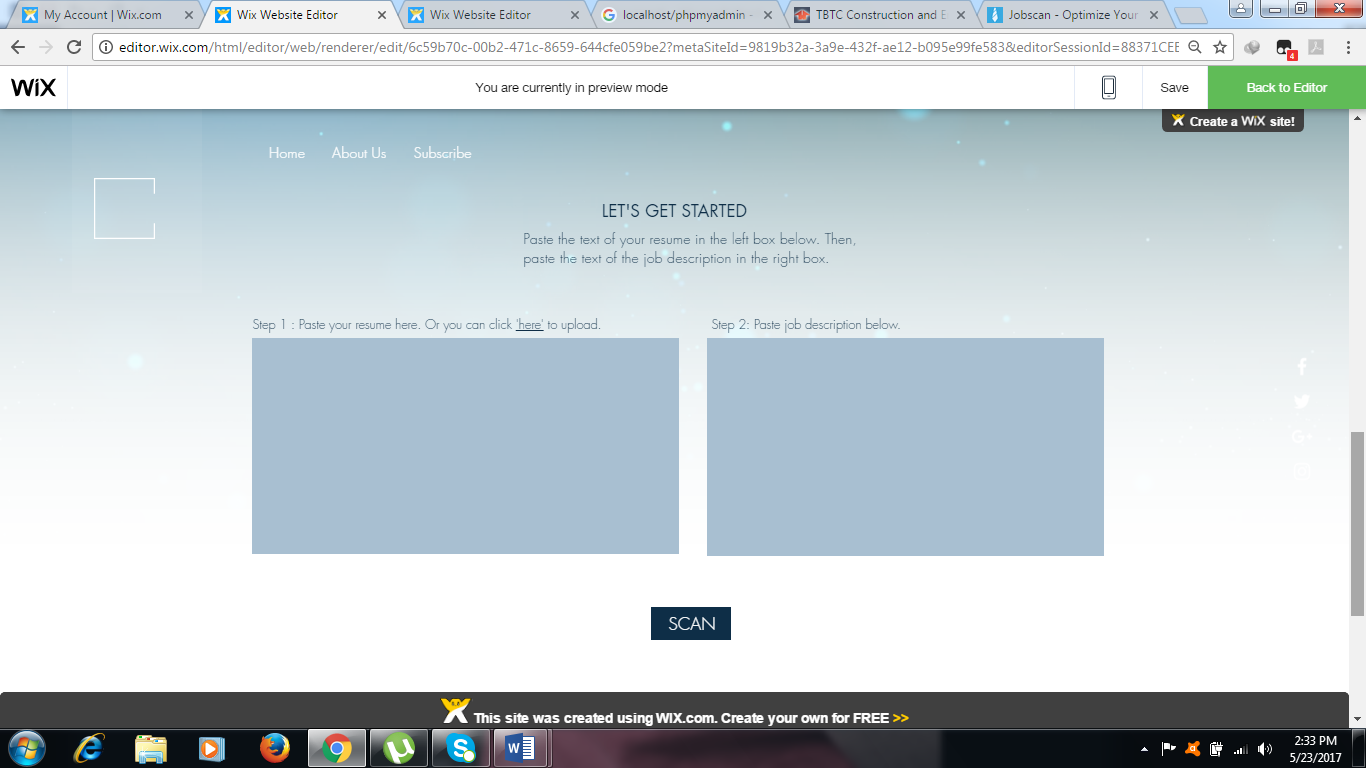 My Account | Wix.com
Wix Website Editor
Wix Website Editor
localhost/phpmyadmin -
TBTC Construction and E
Jobscan - Optimize Your
editor.wix.com/html/editor/web/renderer/edit/6c59b70c-00b2-471c-8659-644cfe059be2?metaSiteId=9819b32a-3a9e-432f-ae12-b095e99fe583&editorSessionId=88371CEE
4
WiX
You are currently in preview mode
Save
Back to Editor
Create a WiX site!
Home
About Us
Subscribe
LET'S GET STARTED
Paste the text of your resume in the left box below. Then,
paste the text of the job description in the right box.
Step 1 : Paste your resume here. Or you can click 'here' to upload.
Step 2: Paste job description below.
SCAN
This site was created using WIX.com. Create your own for FREE >>
2:33 PM
5/23/2017